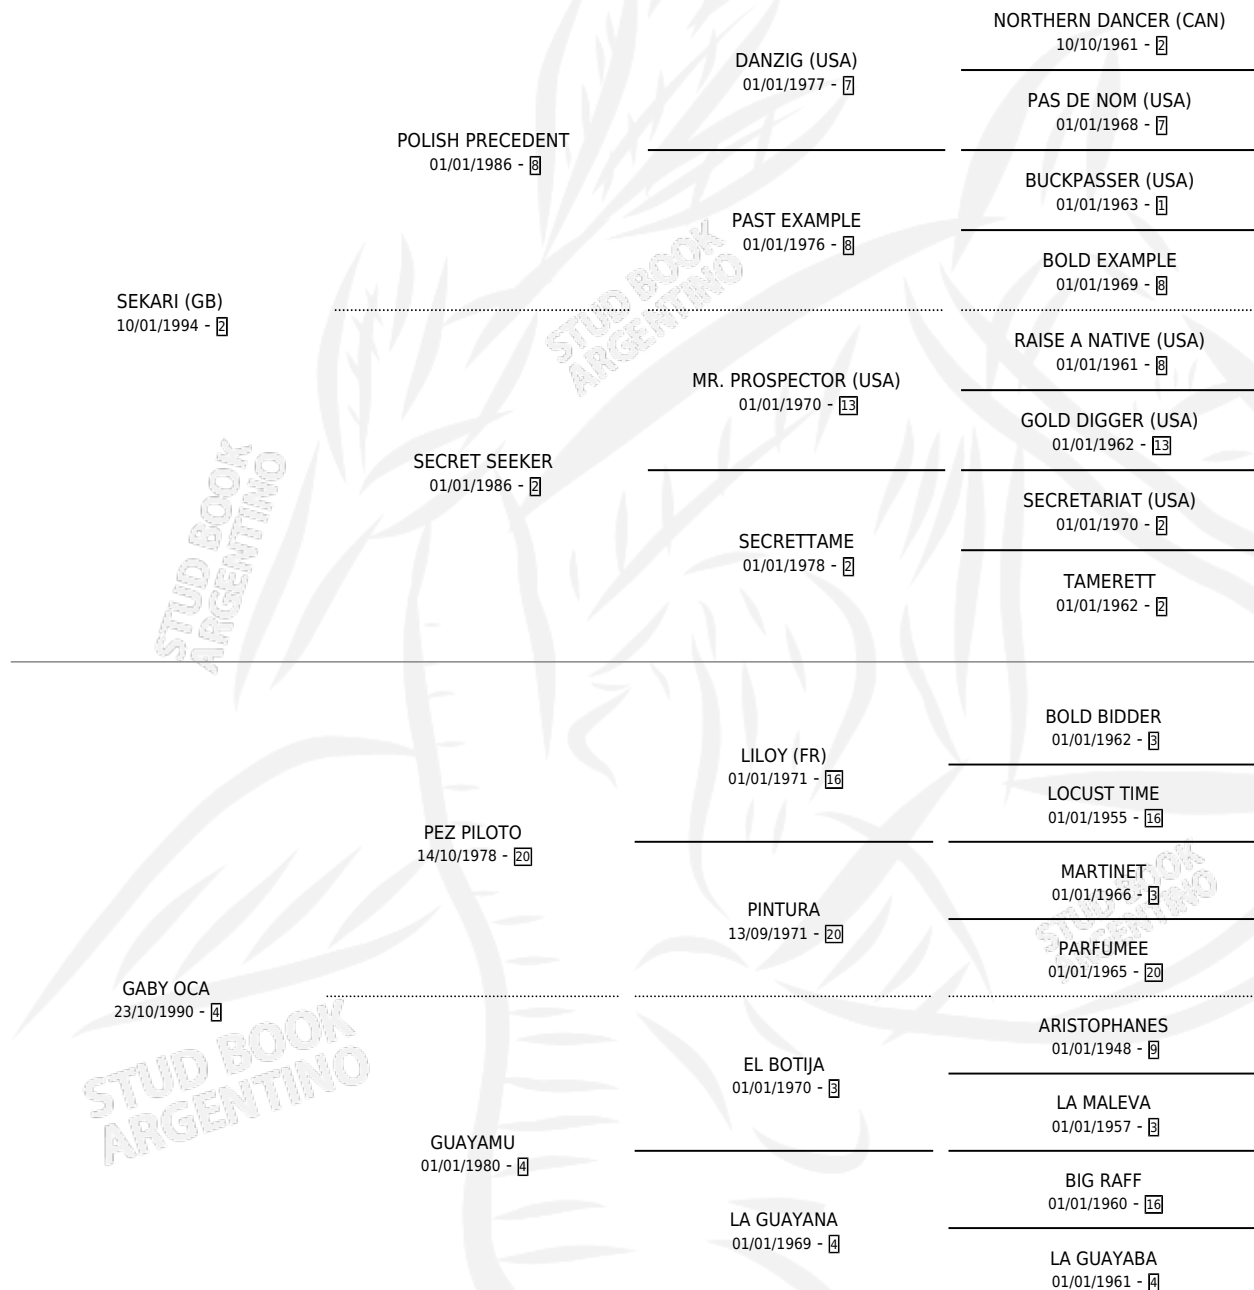 NORTHERN DANCER (CAN)
10/10/1961 - 2
DANZIG (USA)
01/01/1977 - 7
PAS DE NOM (USA)
01/01/1968 - 7
POLISH PRECEDENT
01/01/1986 - 8
BUCKPASSER (USA)
01/01/1963 - 1
PAST EXAMPLE
01/01/1976 - 8
BOLD EXAMPLE
01/01/1969 - 8
SEKARI (GB)
10/01/1994 - 2
RAISE A NATIVE (USA)
01/01/1961 - 8
MR. PROSPECTOR (USA)
01/01/1970 - 13
GOLD DIGGER (USA)
01/01/1962 - 13
SECRET SEEKER
01/01/1986 - 2
SECRETARIAT (USA)
01/01/1970 - 2
SECRETTAME
01/01/1978 - 2
TAMERETT
01/01/1962 - 2
BOLD BIDDER
01/01/1962 - 3
LILOY (FR)
01/01/1971 - 16
LOCUST TIME
01/01/1955 - 16
PEZ PILOTO
14/10/1978 - 20
MARTINET
01/01/1966 - 3
PINTURA
13/09/1971 - 20
PARFUMEE
01/01/1965 - 20
GABY OCA
23/10/1990 - 4
ARISTOPHANES
01/01/1948 - 9
EL BOTIJA
01/01/1970 - 3
LA MALEVA
01/01/1957 - 3
GUAYAMU
01/01/1980 - 4
BIG RAFF
01/01/1960 - 16
LA GUAYANA
01/01/1969 - 4
LA GUAYABA
01/01/1961 - 4
STUD BOOK
ARGENTINO
STUD BOOK
ARGENTINO
STUD BOOK
ARGENTINO
STUD BOOK
ARGENTINO